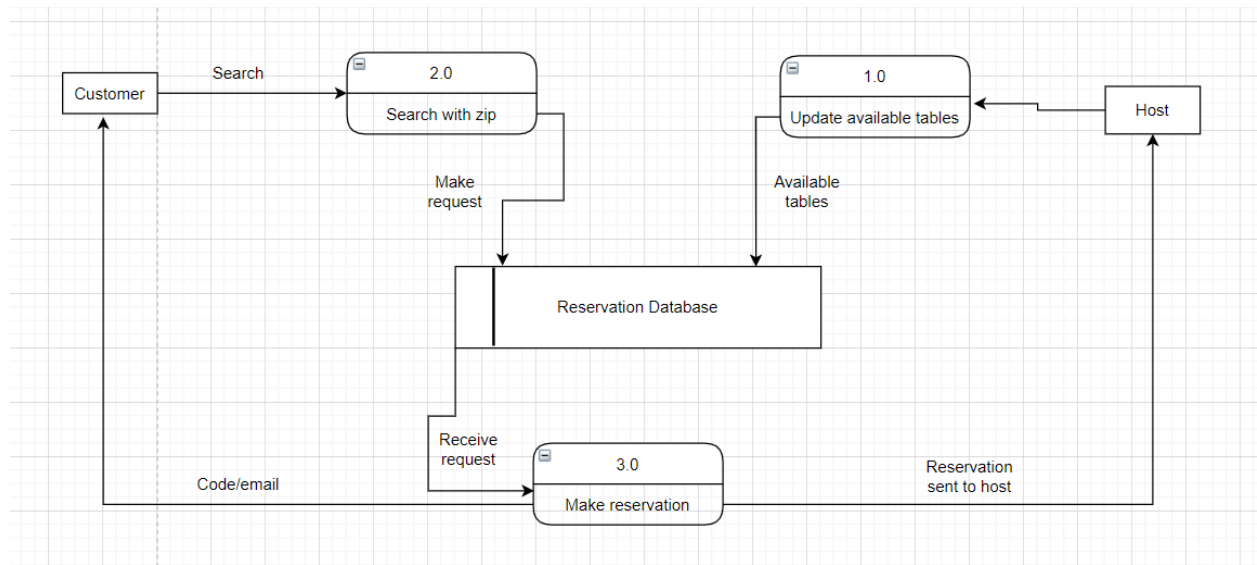 Search
2.0
1.0
Customer
Search with zip
Update available tables
Host
Make
request
Available
tables
Reservation Database
Receive
request
3.0
Reservation
sent to host
Code/email
Make reservation